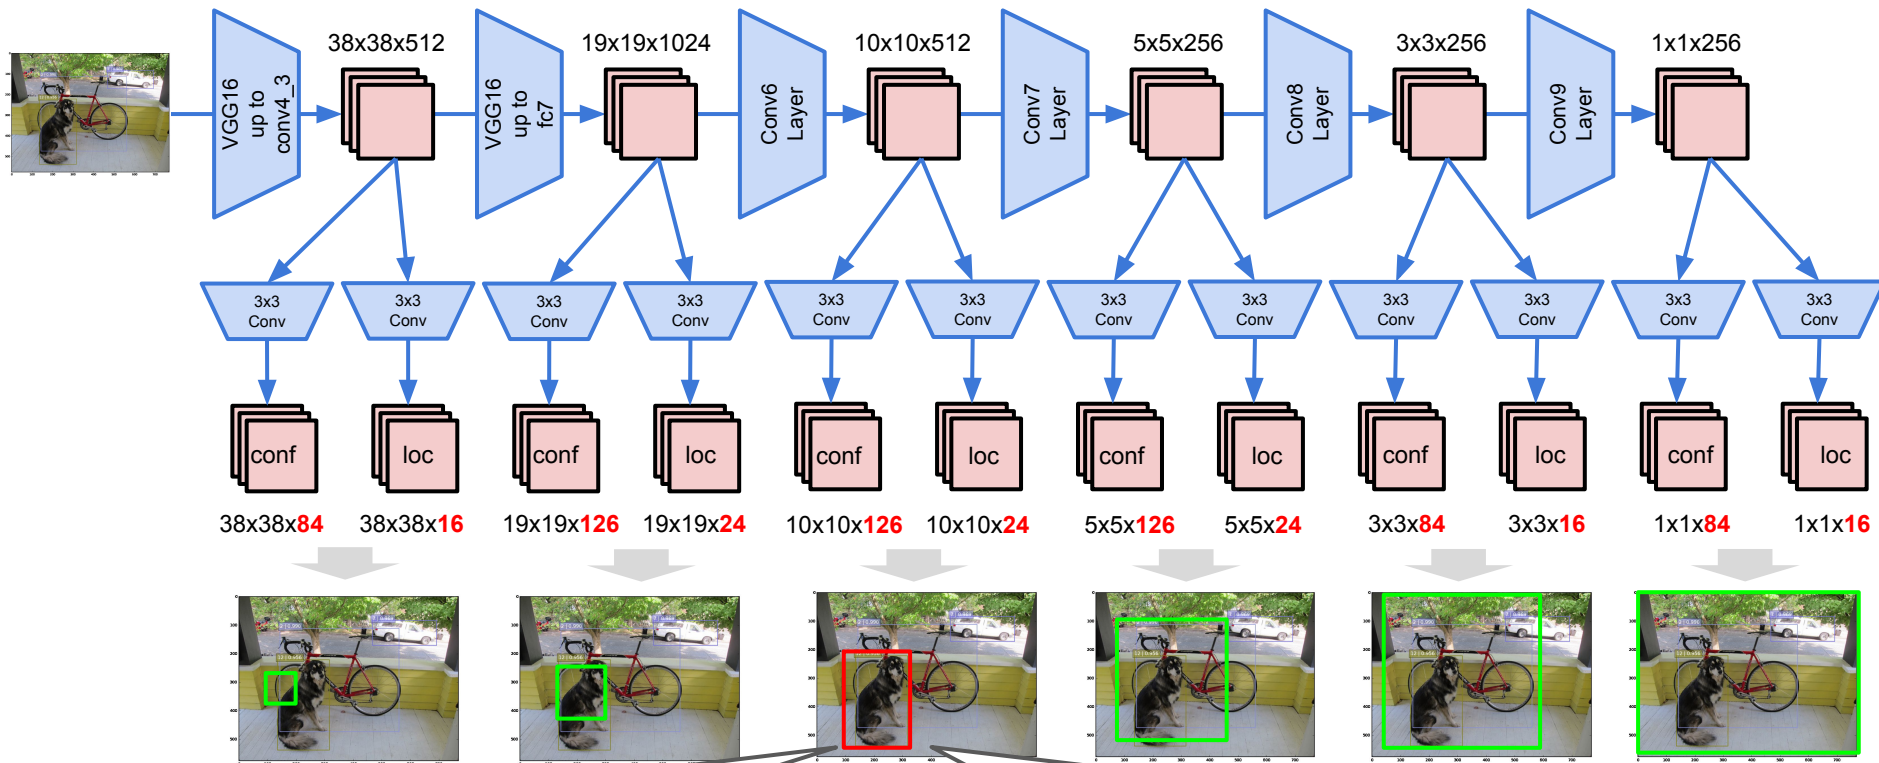 38x38x512
19x19x1024
10x10x512
5x5x256
3x3x256
1x1x256
VGG16
up to
conv4_3
VGG16
up to
fc7
Conv6
Layer
Conv7
Layer
Conv8
Layer
Conv9
Layer
3x3
Conv
3x3
Conv
3x3
Conv
3x3
Conv
3x3
Conv
3x3
Conv
3x3
Conv
3x3
Conv
3x3
Conv
3x3
Conv
3x3
Conv
3x3
Conv
conf
loc
conf
loc
conf
loc
conf
loc
conf
loc
conf
loc
38x38x84
38x38x16
19x19x126
19x19x24
10x10x126
10x10x24
5x5x126
5x5x24
3x3x84
3x3x16
1x1x84
1x1x16